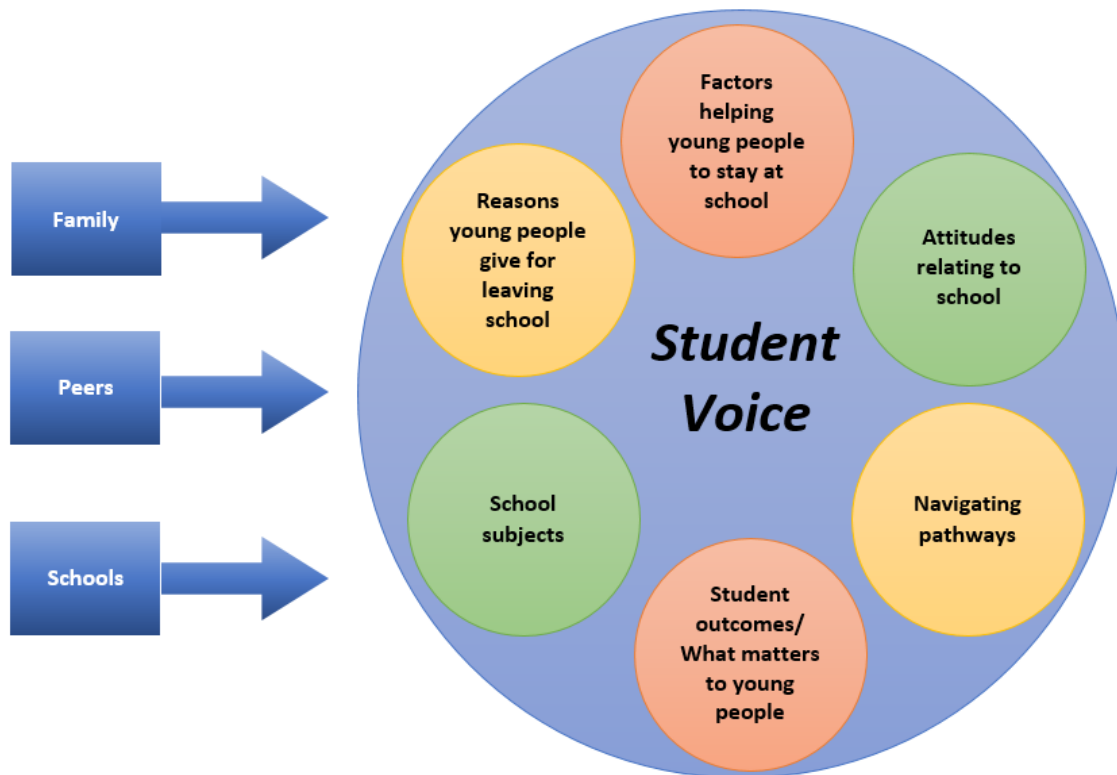 Family
Peers
Schools
Factors
helping
young people
to stay at
school
Reasons
young people
give for
leaving
school
Attitudes
relating to
school
Student
Voice
School
subjects
Navigating
pathways
Student
outcomes/
What matters
to young
people